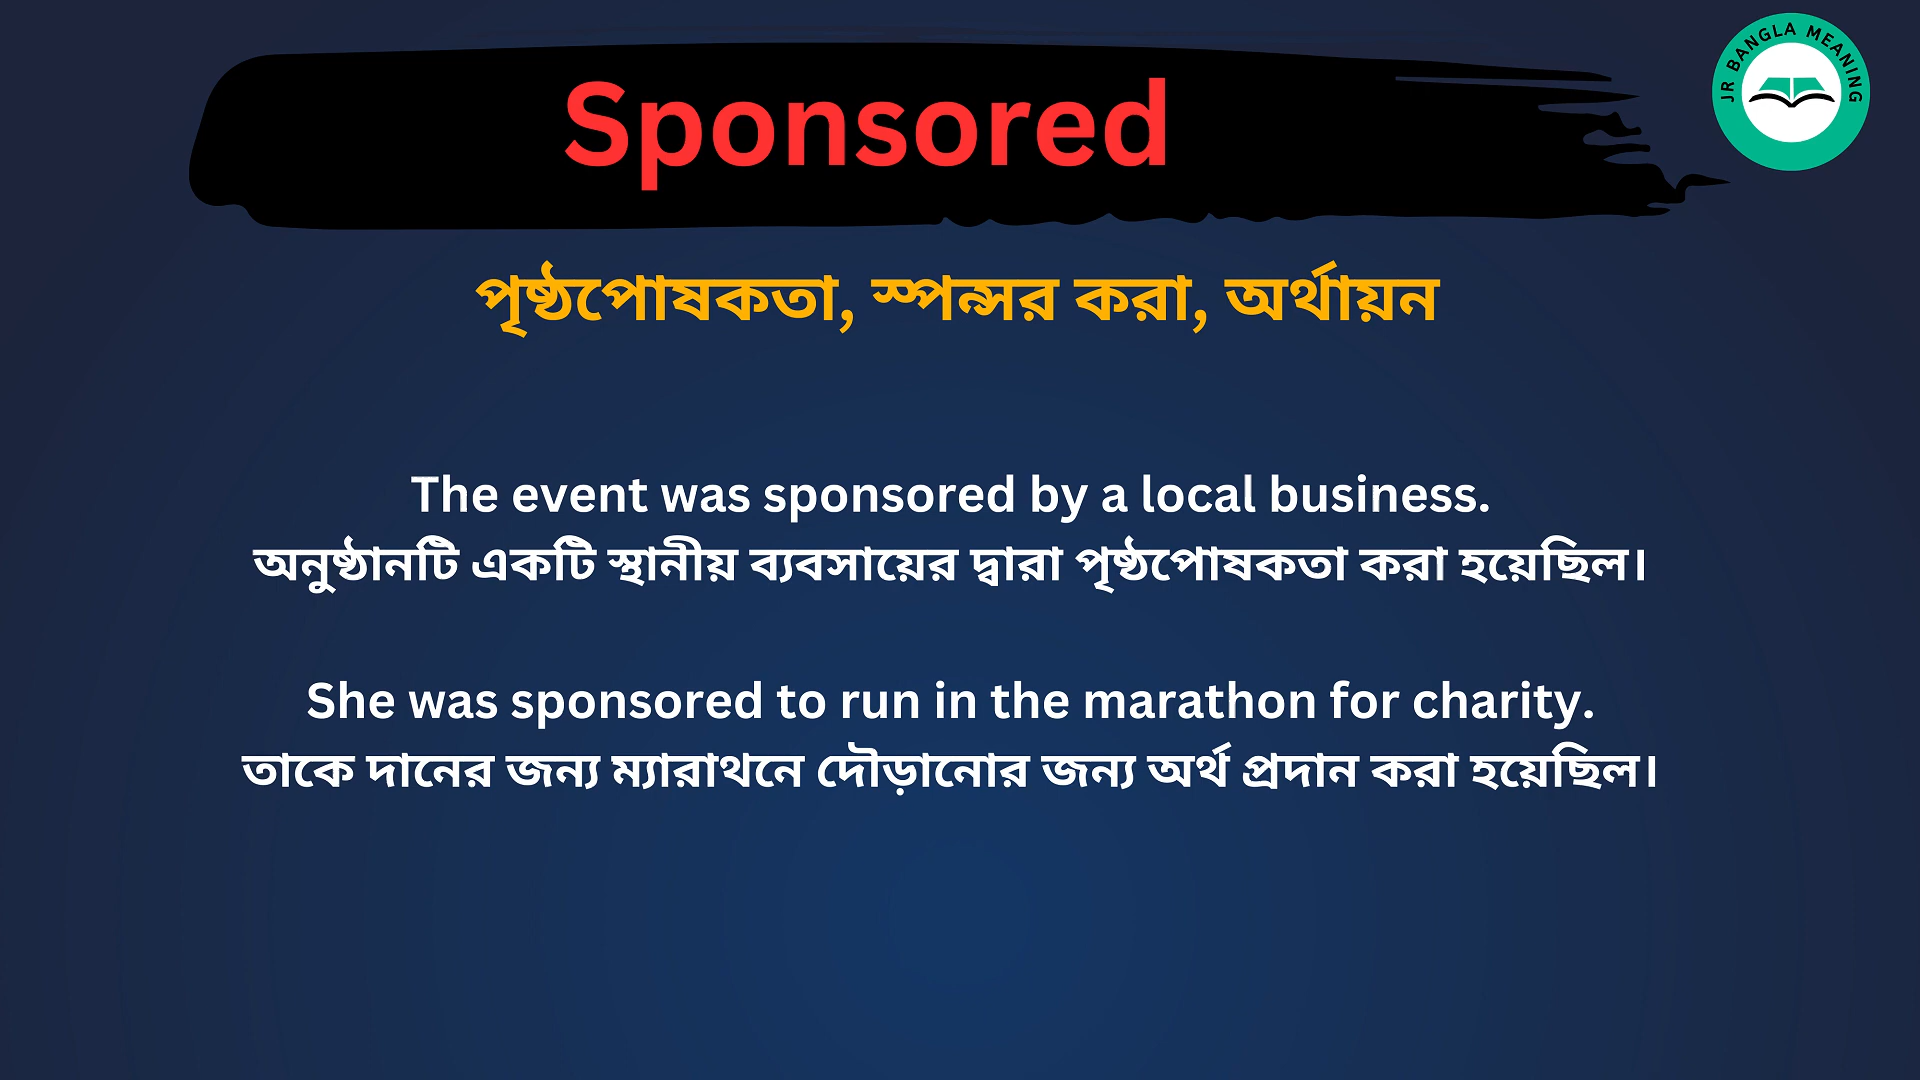 Sponsored
JR BANGLA MEANING
পৃষ্ঠপোষকতা, স্পন্সর করা, অর্থায়ন
The event was sponsored by a local business.
অনুষ্ঠানটি একটি স্থানীয় ব্যবসায়ের দ্বারা পৃষ্ঠপোষকতা করা হয়েছিল।
She was sponsored to run in the marathon for charity.
তাকে দানের জন্য ম্যারাথনে দৌড়ানোর জন্য অর্থ প্রদান করা হয়েছিল।